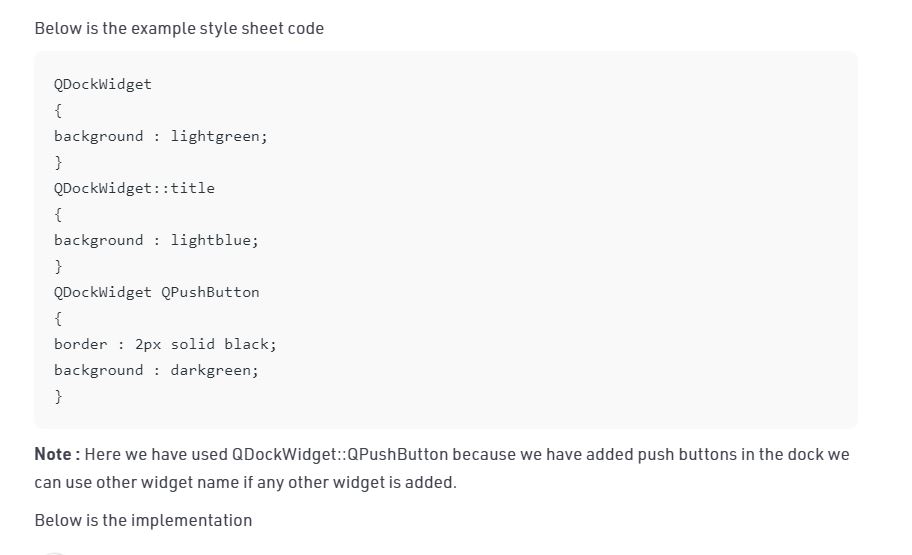 Below is the example style sheet code
QDockWidget
{
background : lightgreen;
}
QDockWidget::title
{
background : lightblue;
}
QDockWidget QPushButton
{
border : 2px solid black;
background : darkgreen;
}
Note : Here we have used QDockWidget::QPushButton because we have added push buttons in the dock we
can use other widget name if any other widget is added.
Below is the implementation